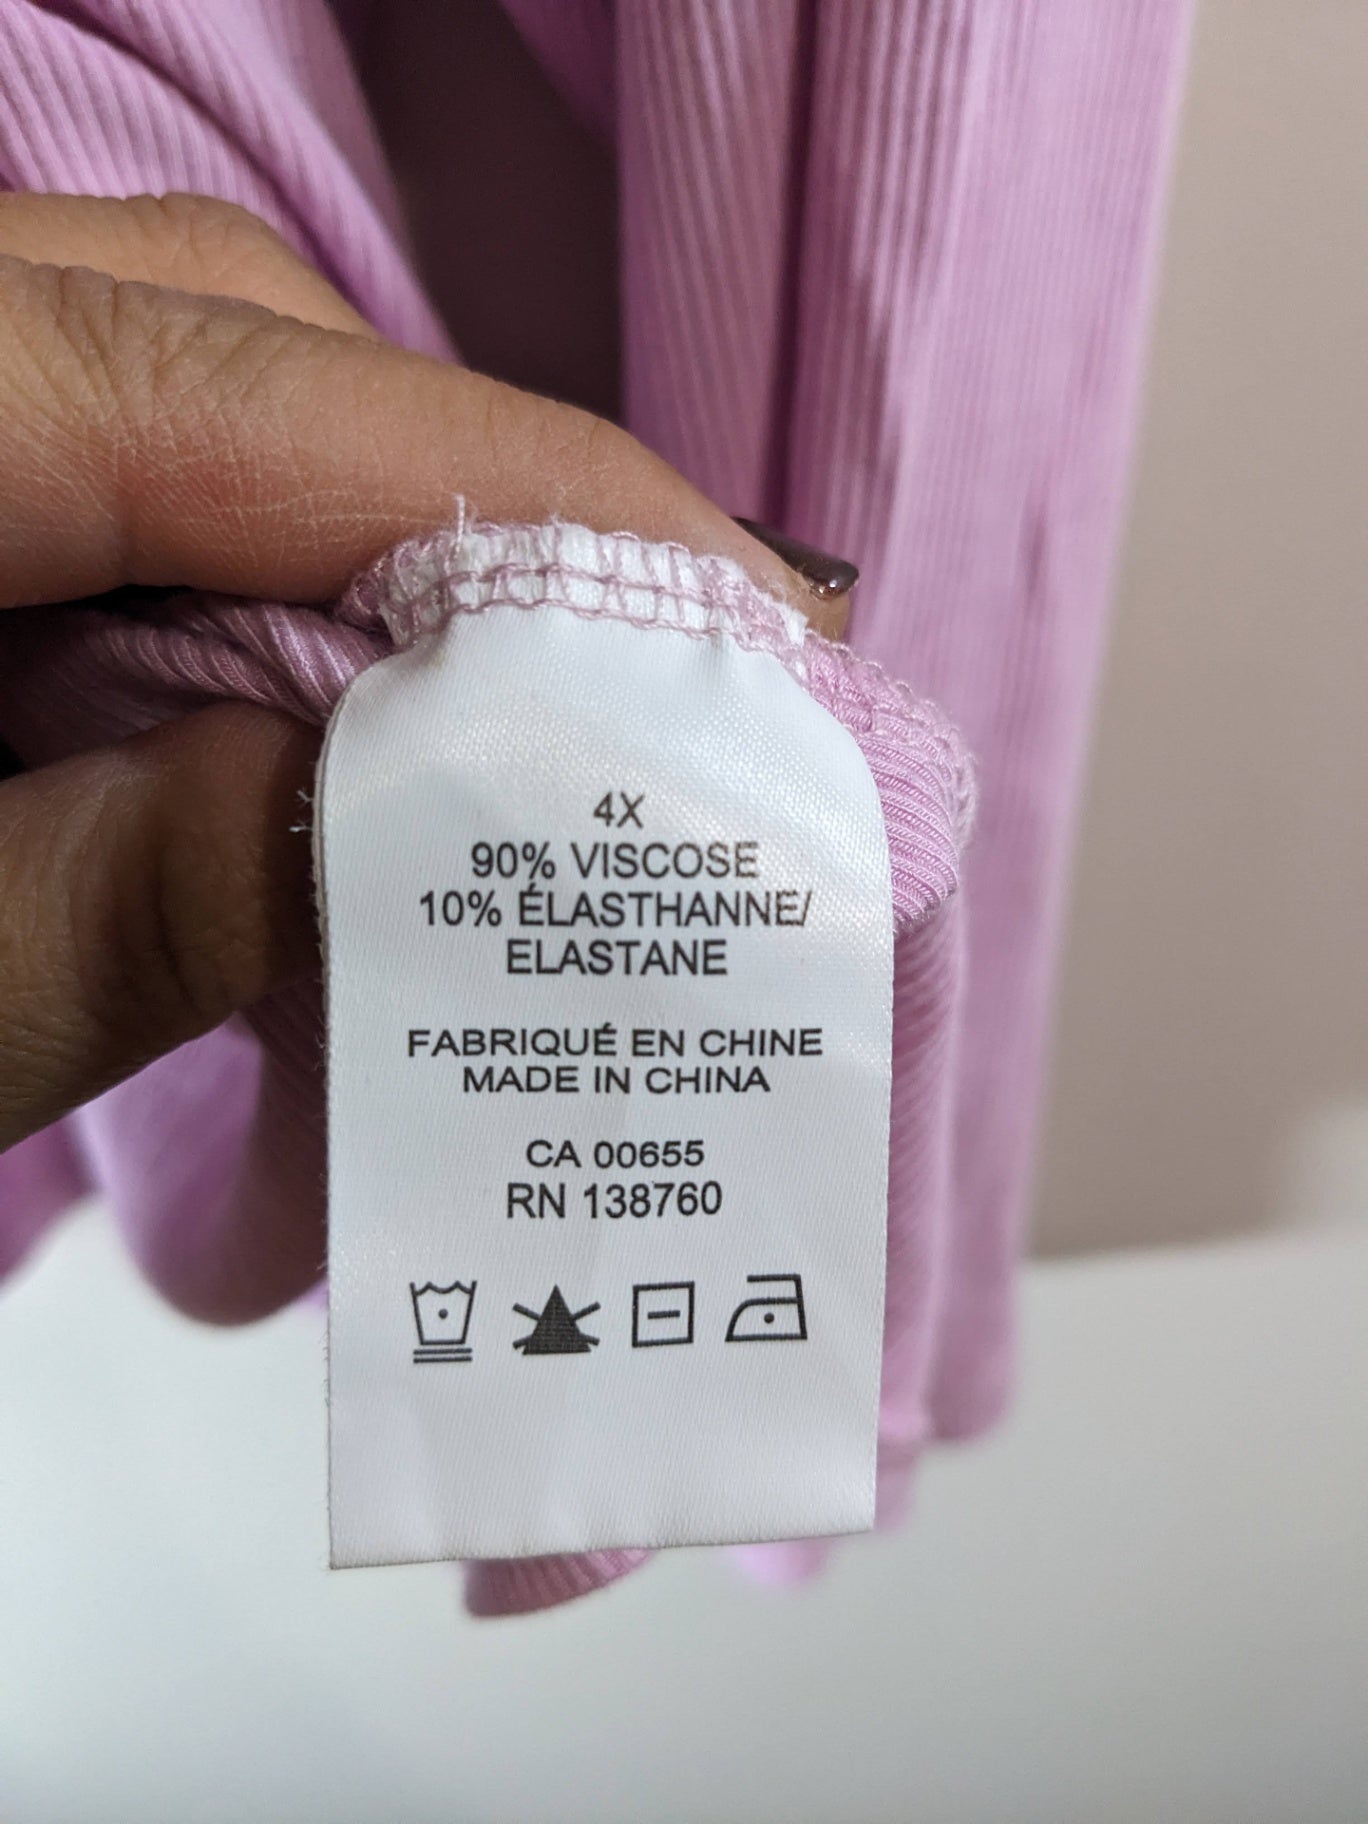 4X
90% VISCOSE
10% ÉLASTHANNE/
ELASTANE
FABRIQUÉ EN CHINE
MADE IN CHINA
CA 00655
RN 138760